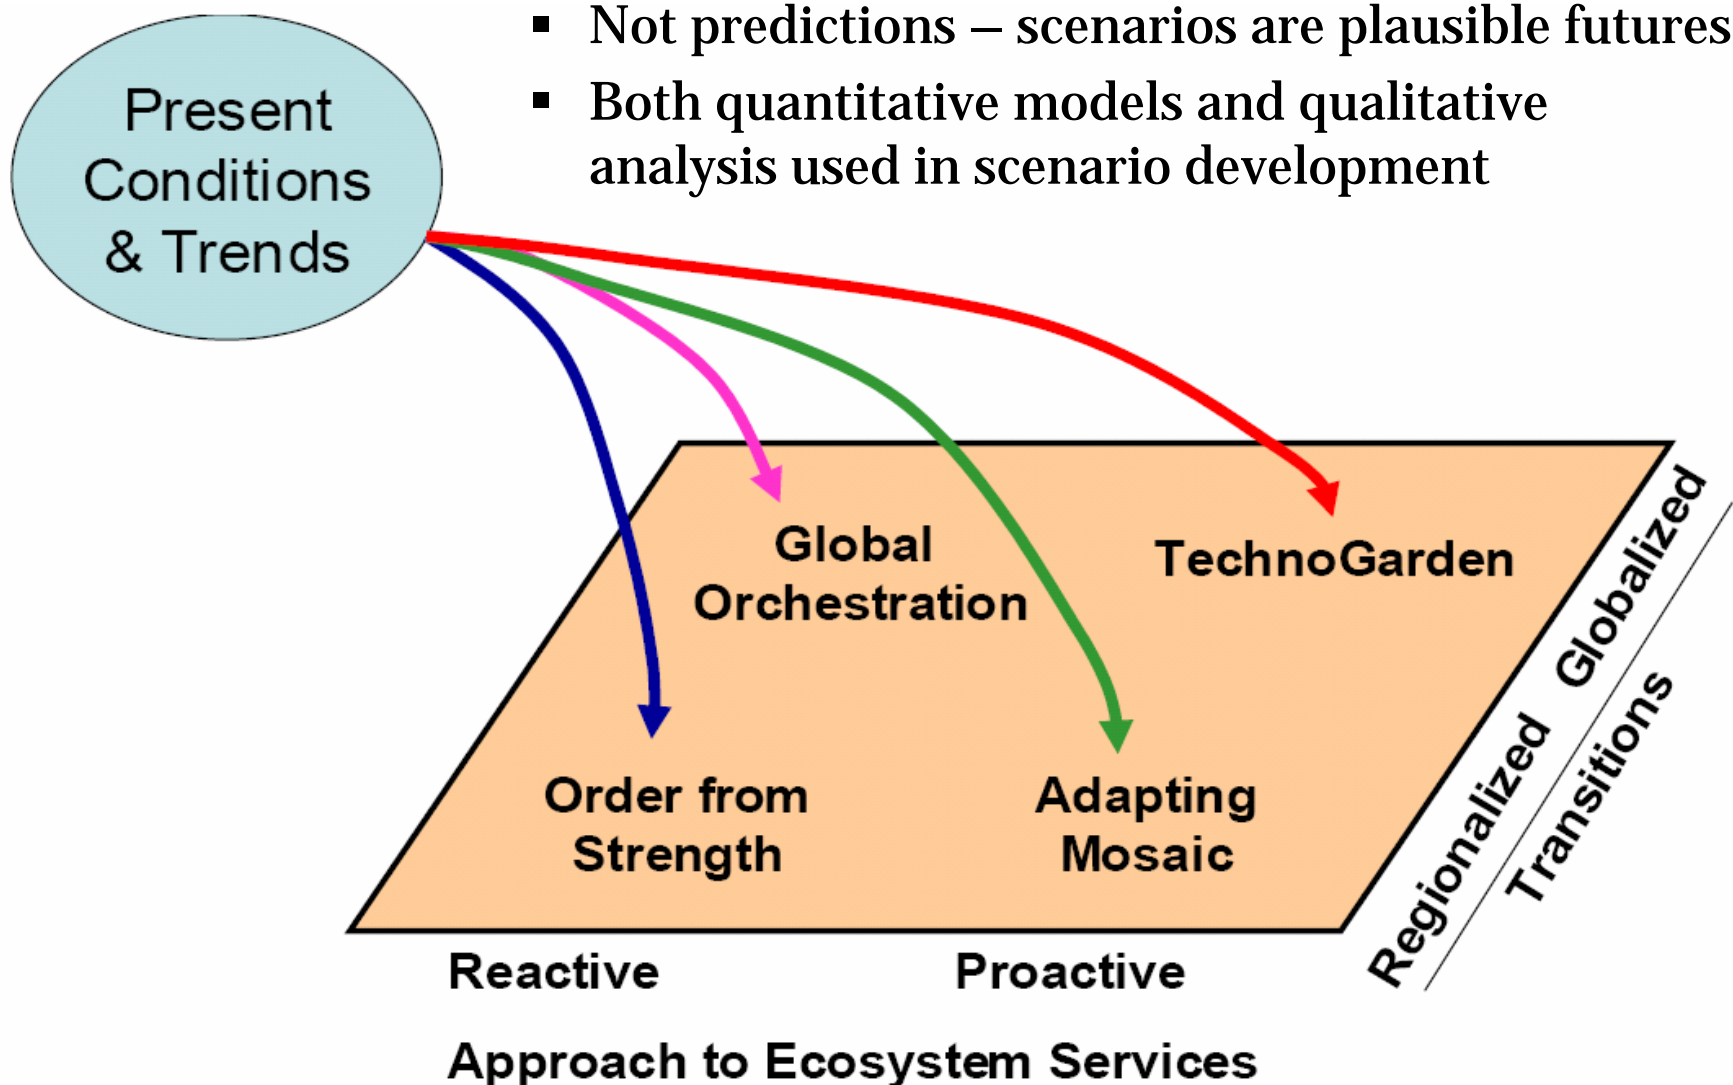 ▪ Not predictions – scenarios are plausible futures
▪ Both quantitative models and qualitative
analysis used in scenario development
Present
Conditions
& Trends
Global
Orchestration
TechnoGarden
Order from
Strength
Adapting
Mosaic
Globalized
Regionalized
Transitions
Reactive
Proactive
Approach to Ecosystem Services